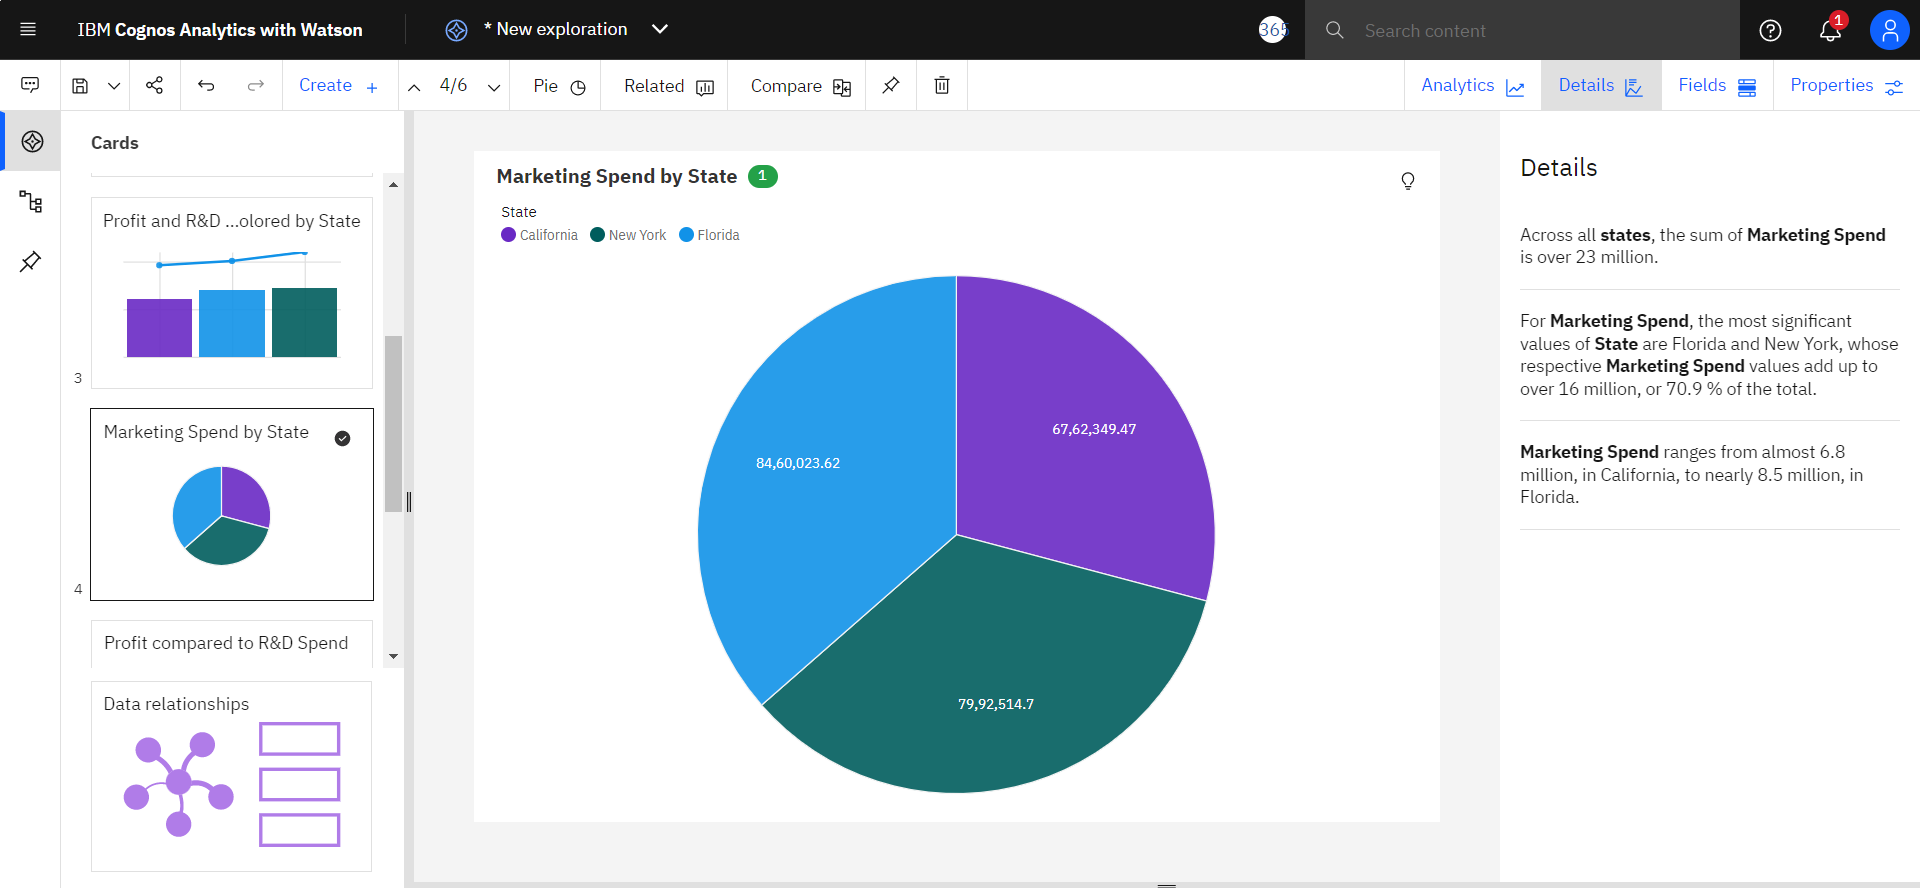 IBM Cognos Analytics with Watson
* New exploration
365
Search content
1
Create +
4/6
Pie
Related
Compare
Analytics
Details
Fields
Properties
Cards
Profit and R&D ...olored by State
3
Marketing Spend by State
4
Profit compared to R&D Spend
Data relationships
Marketing Spend by State 1
State
California New York Florida
67,62,349.47
84,60,023.62
79,92,514.7
Details
Across all states, the sum of Marketing Spend
is over 23 million.
For Marketing Spend, the most significant
values of State are Florida and New York, whose
respective Marketing Spend values add up to
over 16 million, or 70.9 % of the total.
Marketing Spend ranges from almost 6.8
million, in California, to nearly 8.5 million, in
Florida.